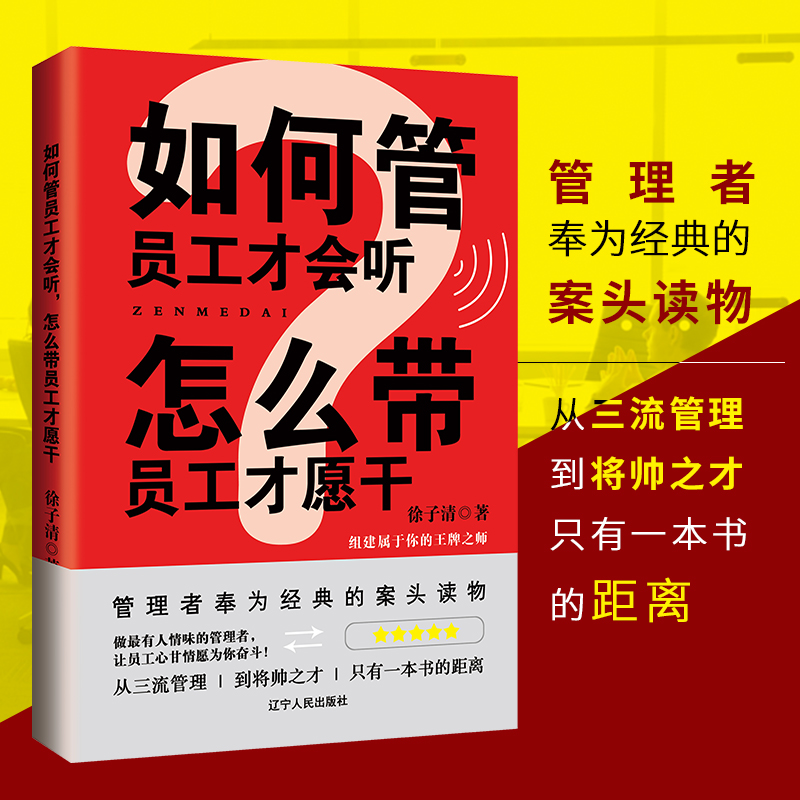 如何管员工才会听，怎么带员工才愿干
徐子清◎
如何管
员工才会听
ZENMEDAI
怎么带
员工才愿干
徐子清◎著
组建属于你的王牌之师
管理者奉为经典的案头读物
做最有人情味的管理者，
让员工心甘情愿为你奋斗！
从三流管理 | 到将帅之才 | 只有一本书的距离
辽宁人民出版社
管理者
奉为经典的
案头读物
从三流管理
到将帅之才
只有一本书
的距离